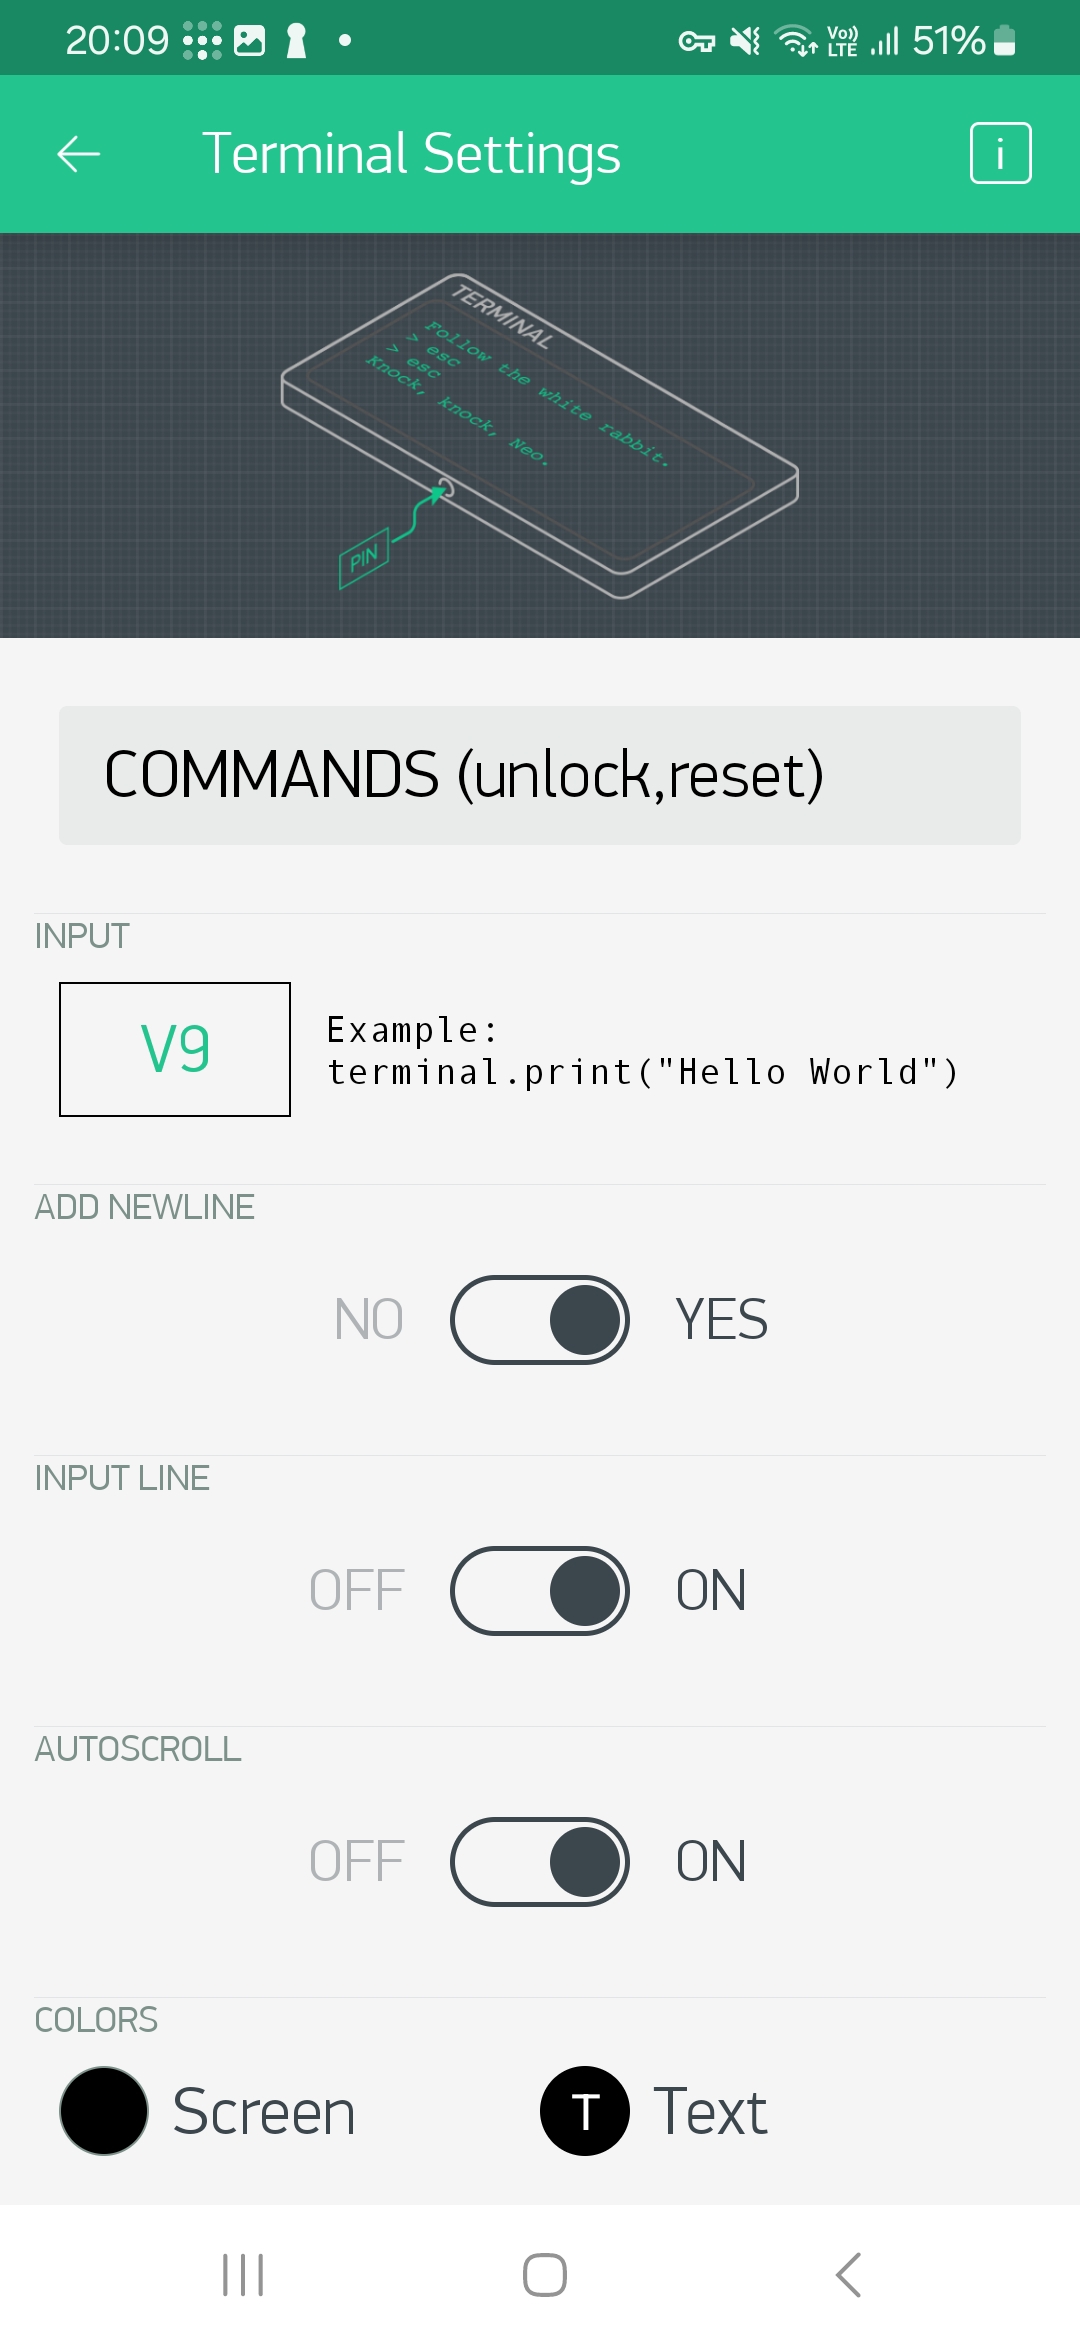 20:09 Vo)) LTE 51%
Terminal Settings i
TERMINAL
Follow the white rabbit.
> esc
> esc
Knock, knock, Neo.
PIN
COMMANDS (unlock,reset)
INPUT
V9
Example:
terminal.print("Hello World")
ADD NEWLINE
NO YES
INPUT LINE
OFF ON
AUTOSCROLL
OFF ON
COLORS
Screen T Text